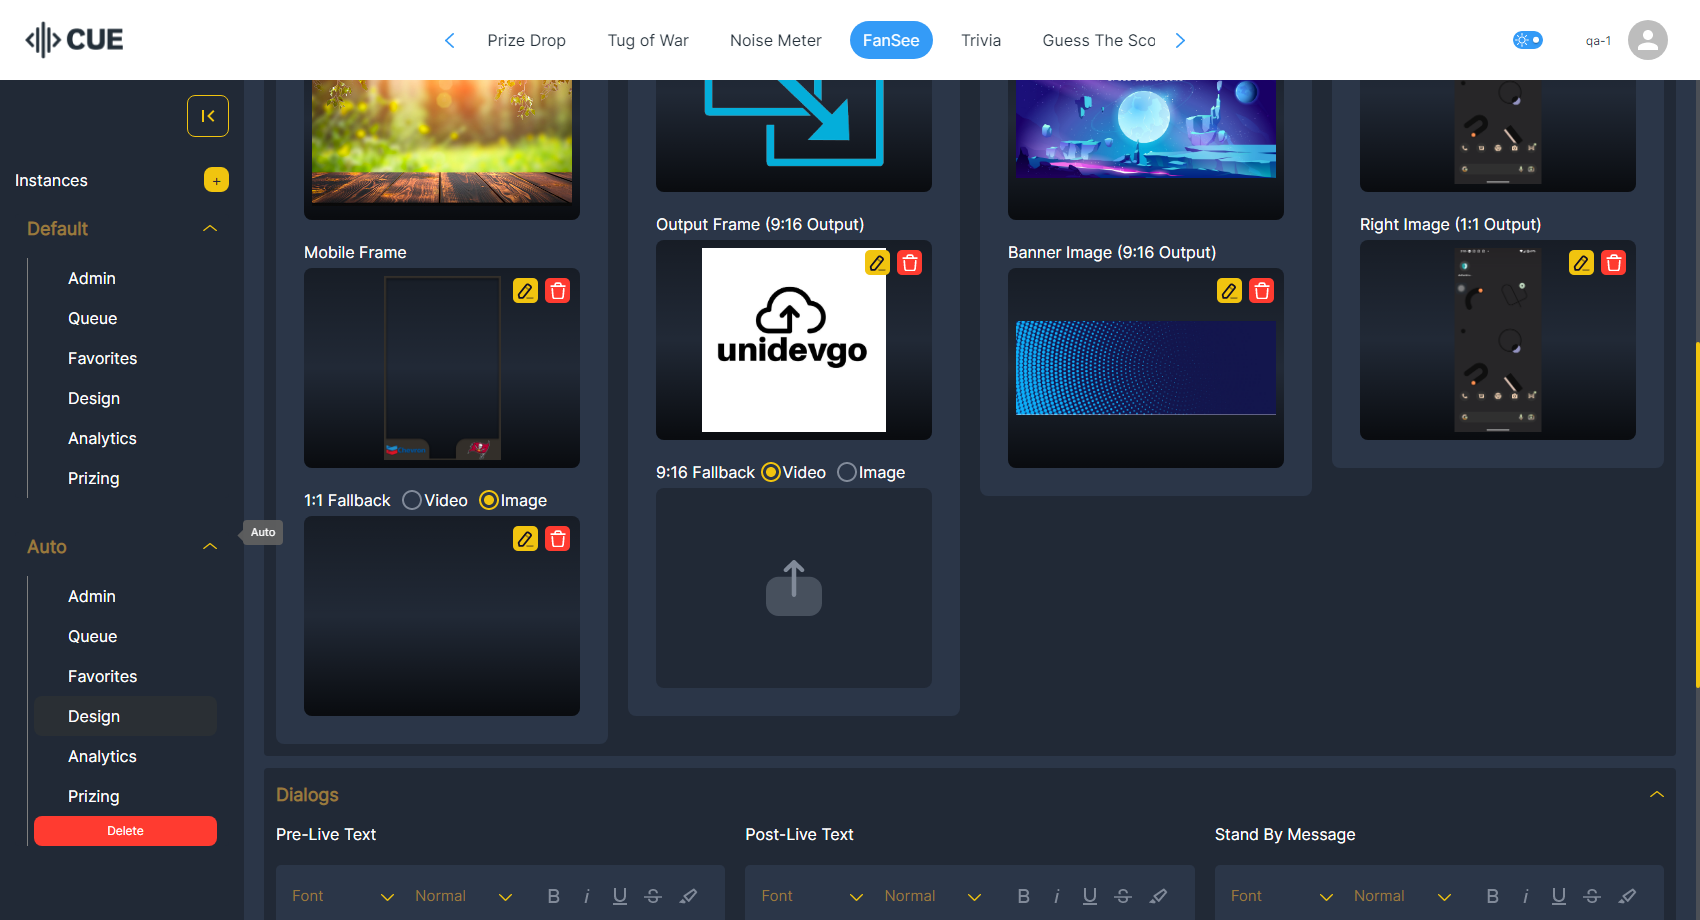 CUE
Prize Drop
Tug of War
Noise Meter
FanSee
Trivia
Guess The Sco
qa-1
Instances
+
Default
Admin
Queue
Favorites
Design
Analytics
Prizing
Auto
Auto
Admin
Queue
Favorites
Design
Analytics
Prizing
Delete
Mobile Frame
1:1 Fallback
Video
Image
Output Frame (9:16 Output)
unidevgo
9:16 Fallback
Video
Image
Banner Image (9:16 Output)
Right Image (1:1 Output)
Dialogs
Pre-Live Text
Font
Normal
B i U S
Post-Live Text
Font
Normal
B i U S
Stand By Message
Font
Normal
B i U S